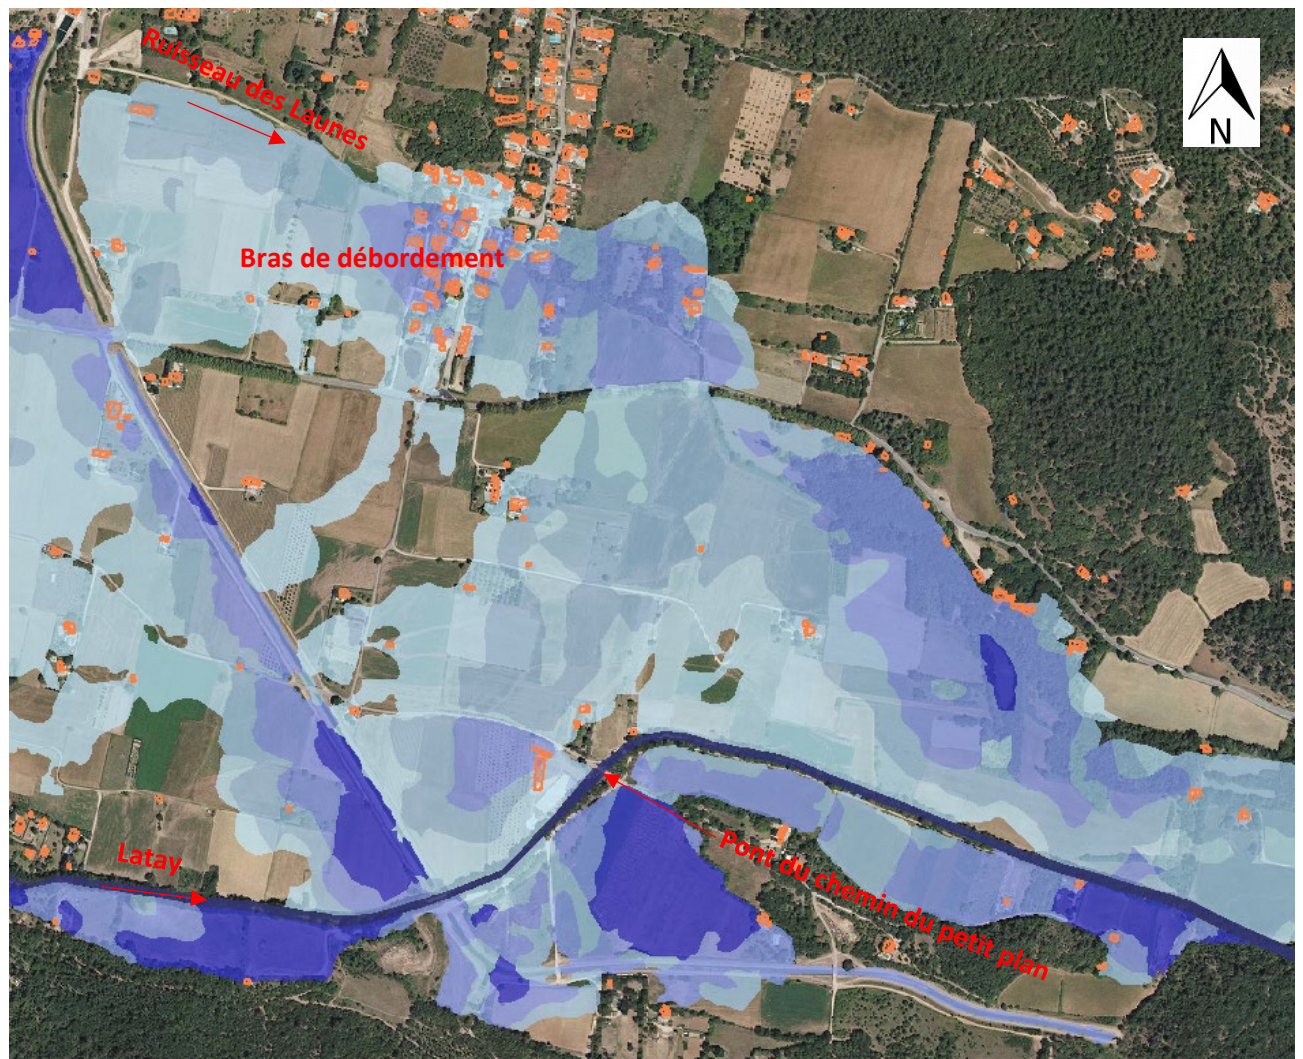 Ruisseau des Launes
N
Bras de débordement
Latay
Pont du chemin du petit plan